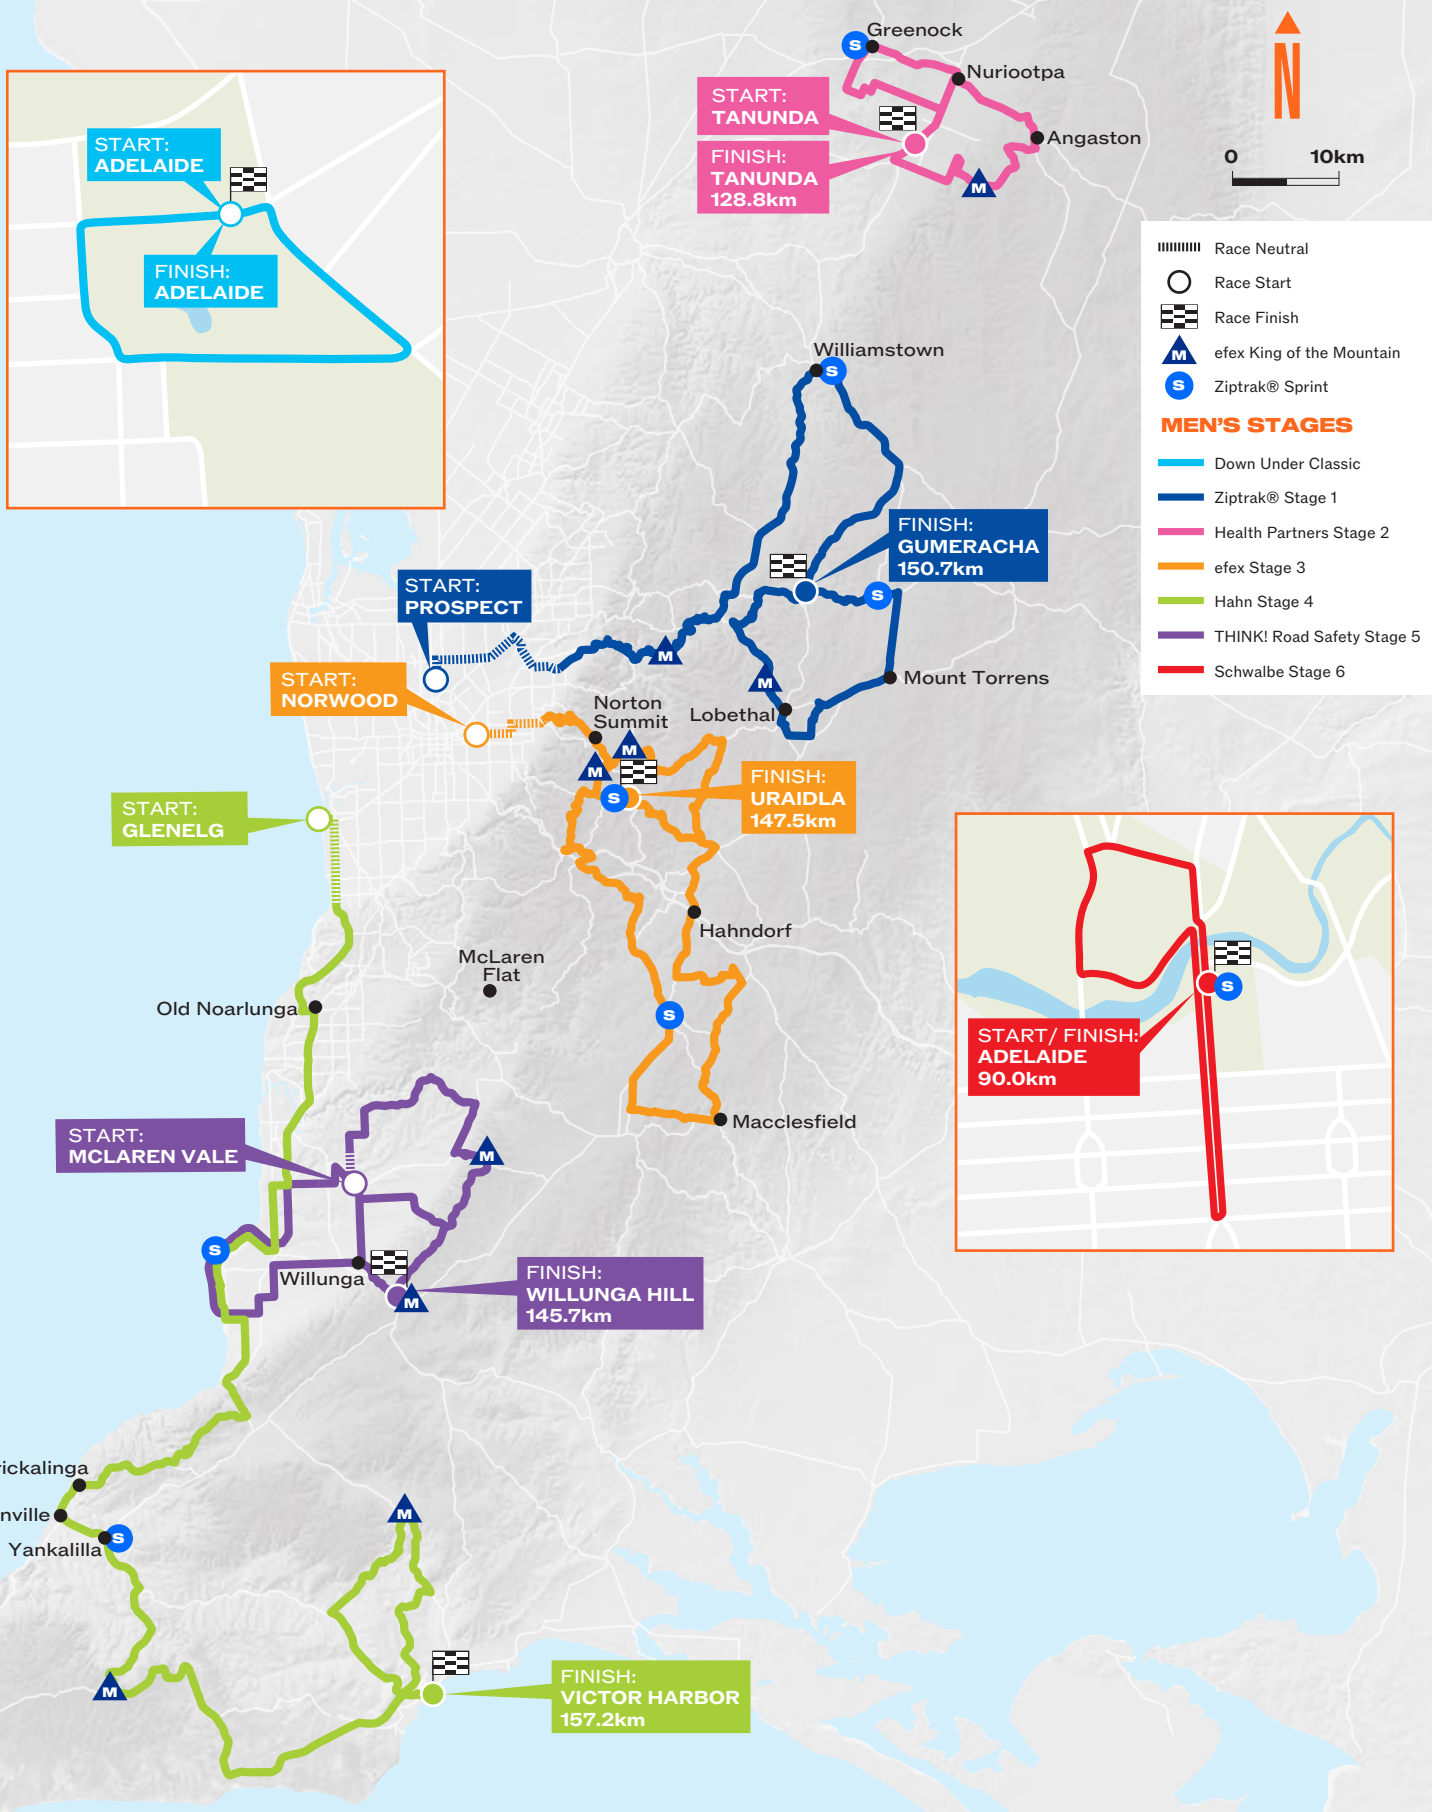 Greenock
Nuriootpa
Angaston
START:
TANUNDA
FINISH:
TANUNDA
128.8km
M
S
N
0 10km
START:
ADELAIDE
FINISH:
ADELAIDE
Race Neutral
Race Start
Race Finish
M efex King of the Mountain
S Ziptrak® Sprint
MEN'S STAGES
Down Under Classic
Ziptrak® Stage 1
Health Partners Stage 2
efex Stage 3
Hahn Stage 4
THINK! Road Safety Stage 5
Schwalbe Stage 6
Williamstown
S
FINISH:
GUMERACHA
150.7km
S
START:
PROSPECT
M
M
Mount Torrens
Lobethal
START:
NORWOOD
Norton
Summit
M
M
S
FINISH:
URAIDLA
147.5km
START:
GLENELG
Hahndorf
McLaren
Flat
Old Noarlunga
S
Macclesfield
START/ FINISH:
ADELAIDE
90.0km
S
START:
MCLAREN VALE
M
S
Willunga
M
FINISH:
WILLUNGA HILL
145.7km
rickalinga
nville
Yankalilla
S
M
M
FINISH:
VICTOR HARBOR
157.2km